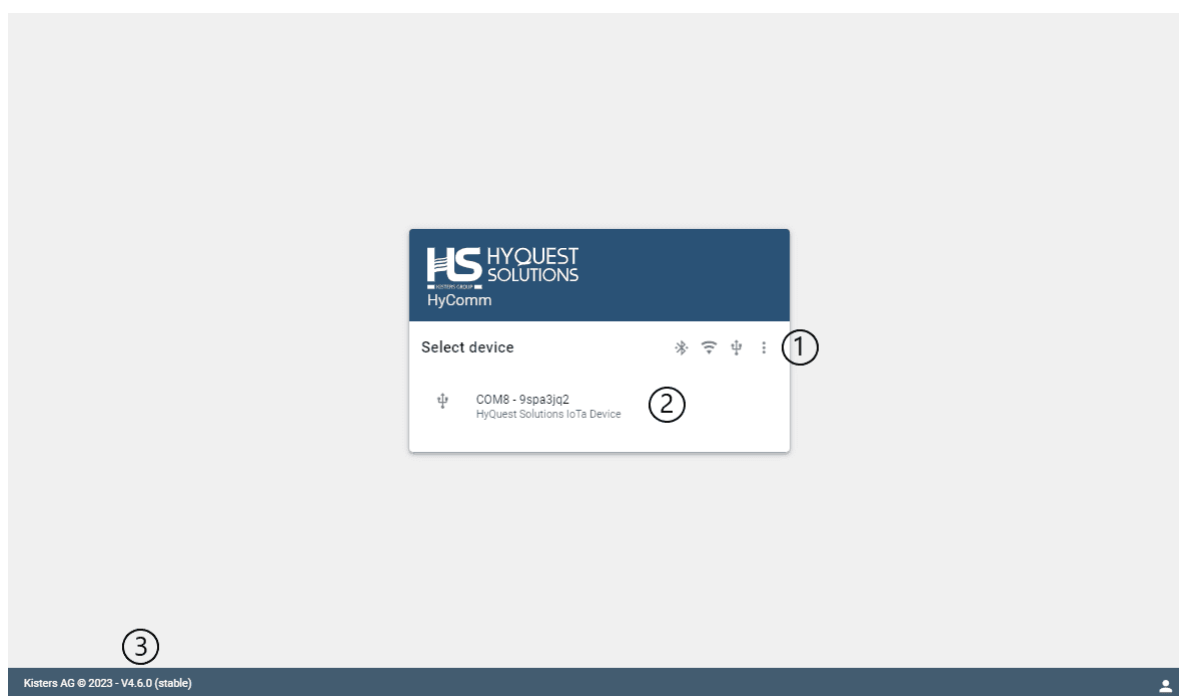 HS HYQUEST
SOLUTIONS
KISTERS GROUP
HyComm
Select device
1
COM8 - 9spa3jq2
HyQuest Solutions IoTa Device
2
3
Kisters AG © 2023 - V4.6.0 (stable)